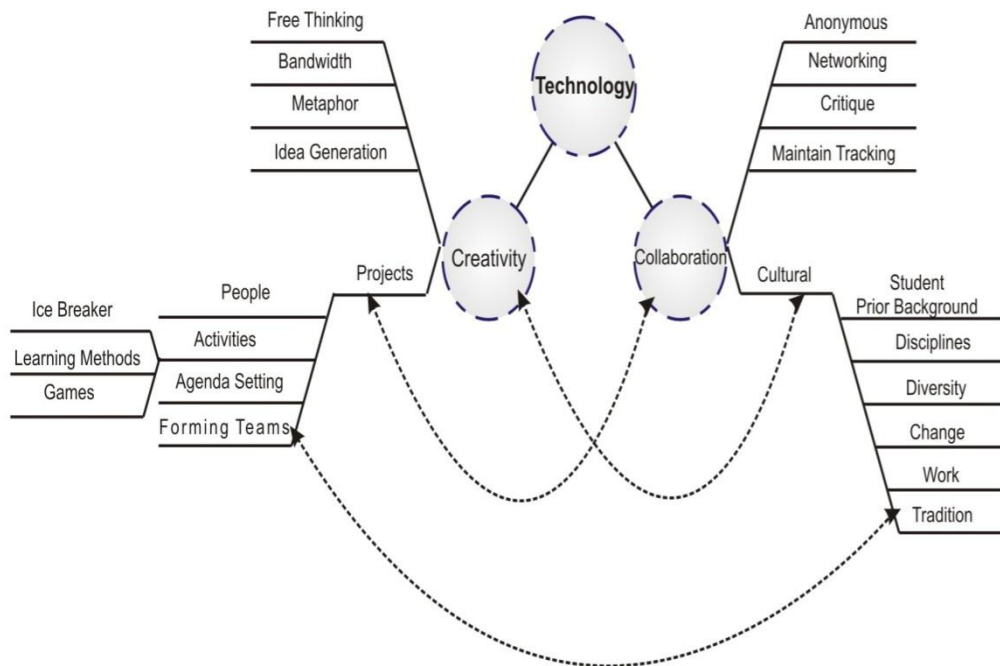 Free Thinking
Bandwidth
Metaphor
Idea Generation
Technology
Anonymous
Networking
Critique
Maintain Tracking
Creativity
Collaboration
Projects
Cultural
People
Activities
Agenda Setting
Forming Teams
Ice Breaker
Learning Methods
Games
Student
Prior Background
Disciplines
Diversity
Change
Work
Tradition